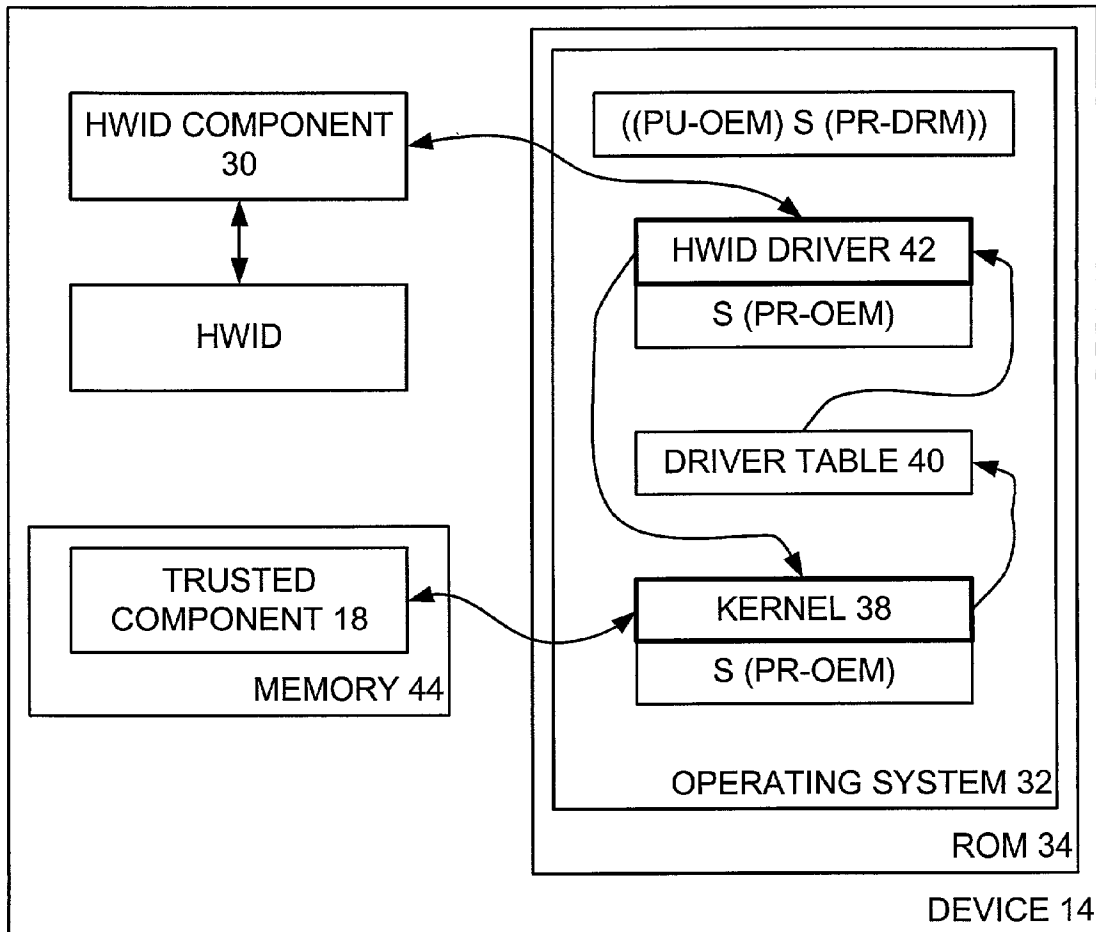 HWID COMPONENT
30
HWID
((PU-OEM) S (PR-DRM))
HWID DRIVER 42
S (PR-OEM)
DRIVER TABLE 40
TRUSTED
COMPONENT 18
MEMORY 44
KERNEL 38
S (PR-OEM)
OPERATING SYSTEM 32
ROM 34
DEVICE 14